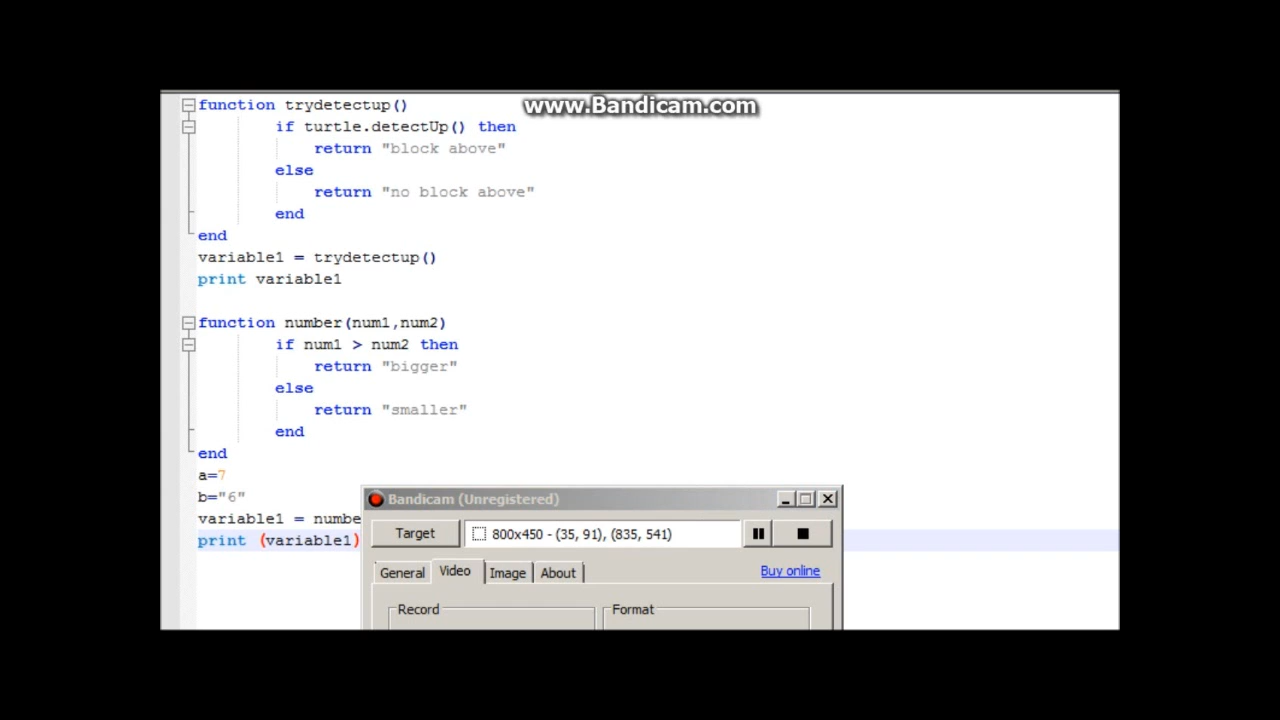 www.Bandicam.com
function trydetectup()
if turtle.detectUp() then
return "block above"
else
return "no block above"
end
end
variable1 = trydetectup()
print variable1
function number(num1,num2)
if num1 > num2 then
return "bigger"
else
return "smaller"
end
end
a=7
b="6"
variable1 = numbe
print (variable1)
Bandicam (Unregistered)
Target
800x450 - (35, 91), (835, 541)
General Video Image About
Buy online
Record
Format